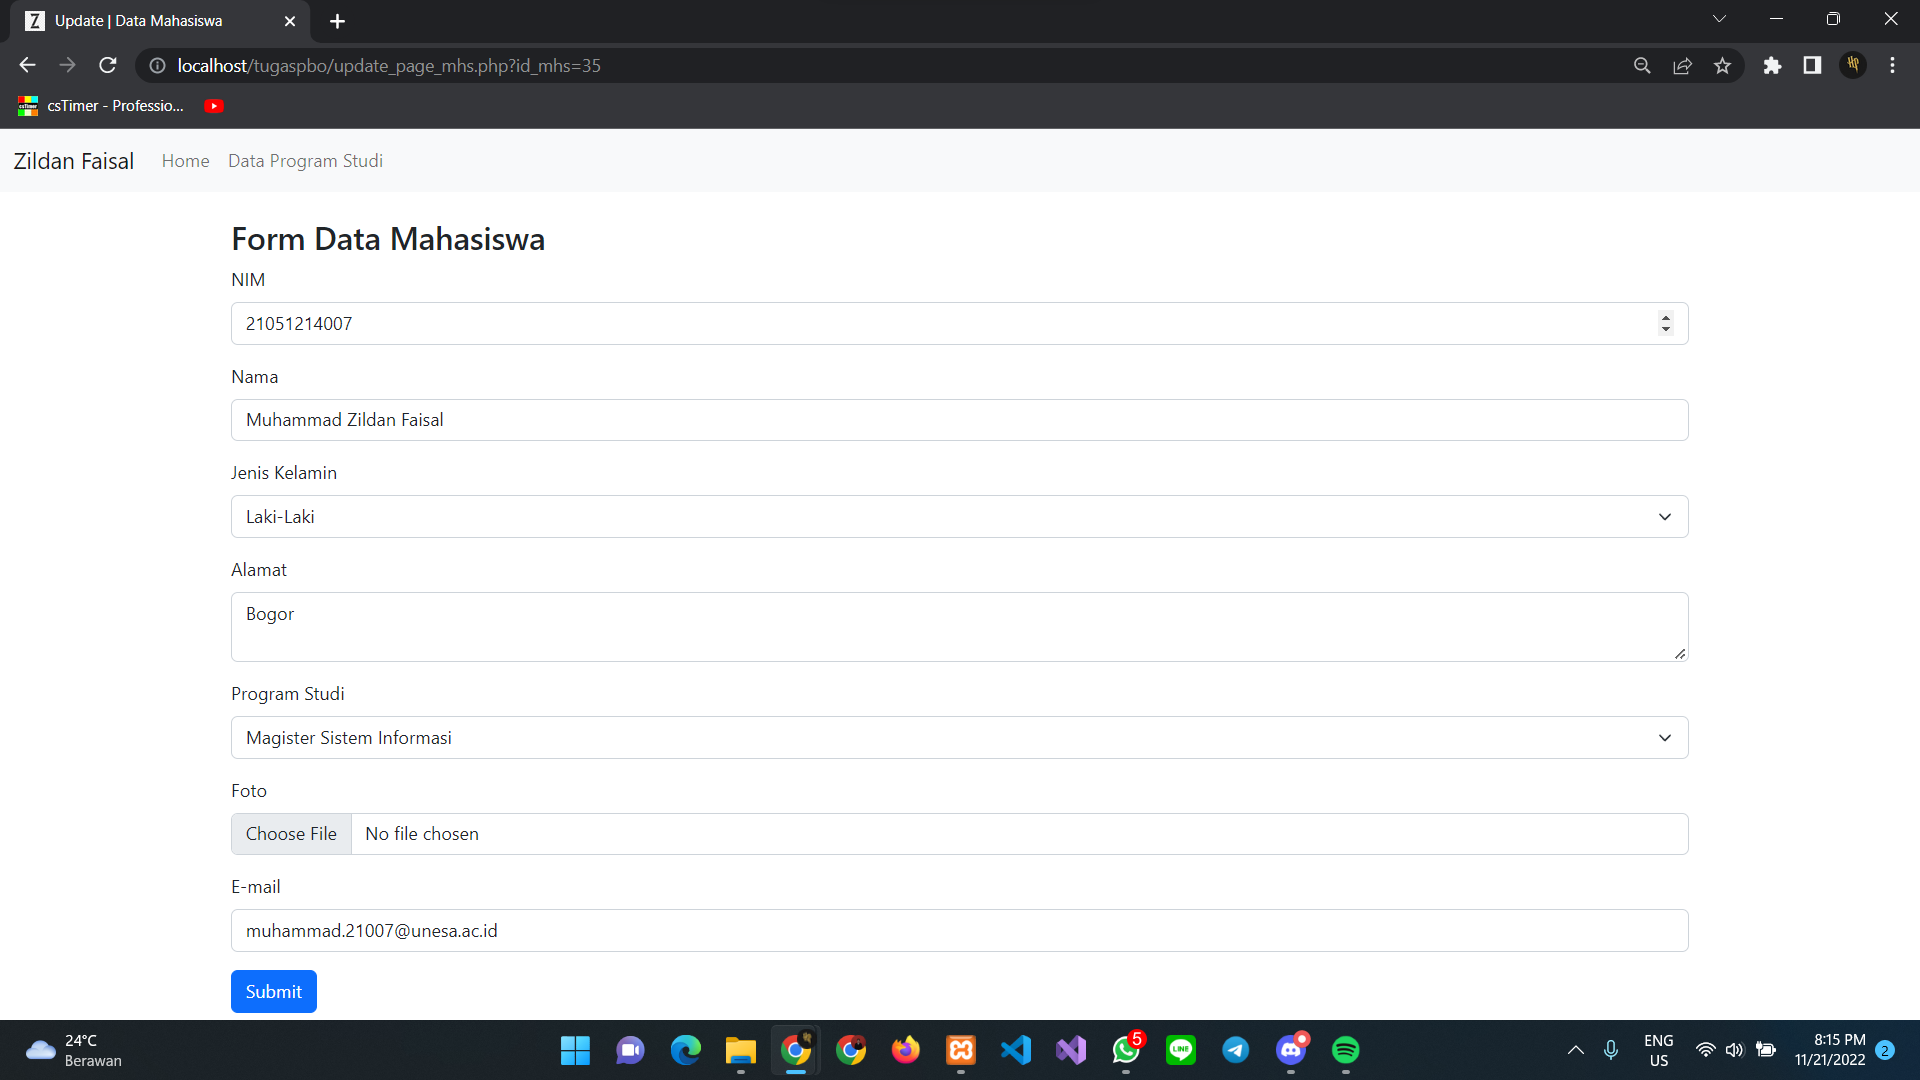 Update | Data Mahasiswa
localhost/tugaspbo/update_page_mhs.php?id_mhs=35
csTimer - Professio...
Zildan Faisal Home Data Program Studi
Form Data Mahasiswa
NIM
21051214007
Nama
Muhammad Zildan Faisal
Jenis Kelamin
Laki-Laki
Alamat
Bogor
Program Studi
Magister Sistem Informasi
Foto
Choose File No file chosen
E-mail
muhammad.21007@unesa.ac.id
Submit
24°C
Berawan
5
LINE
ENG
US
8:15 PM
11/21/2022
2